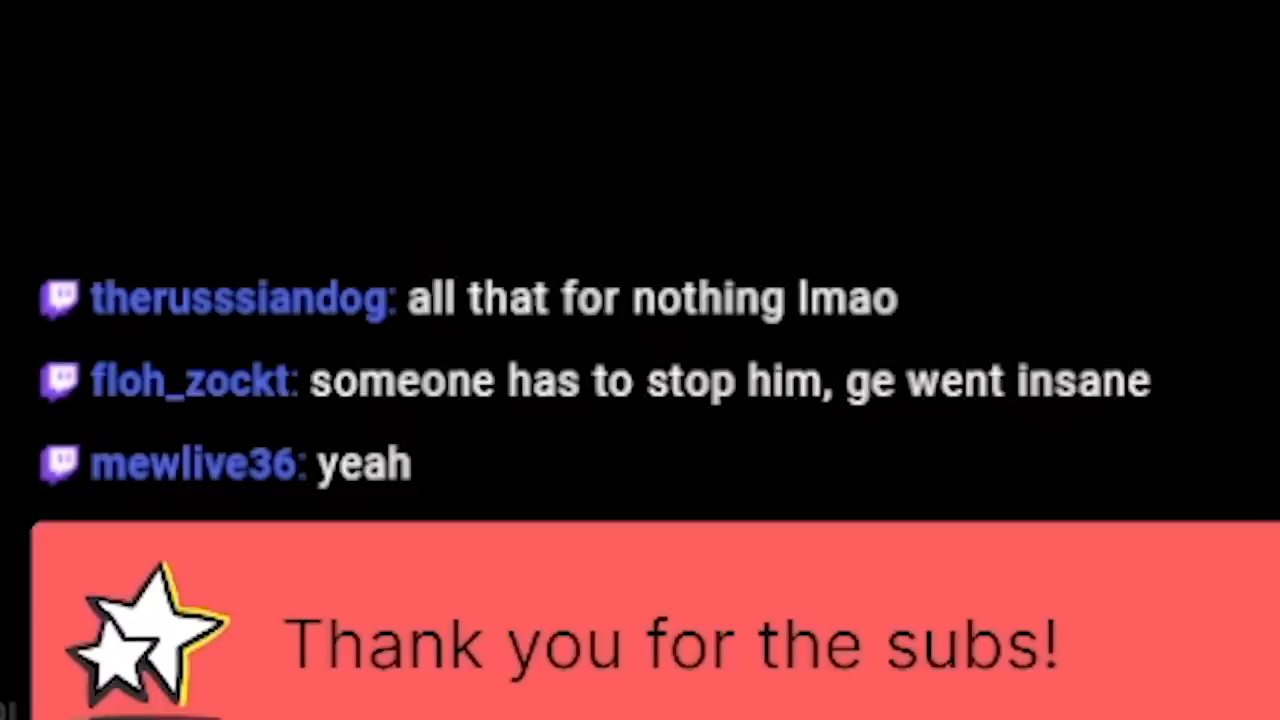 therusssiandog: all that for nothing lmao
floh_zockt: someone has to stop him, ge went insane
mewlive36: yeah
Thank you for the subs!